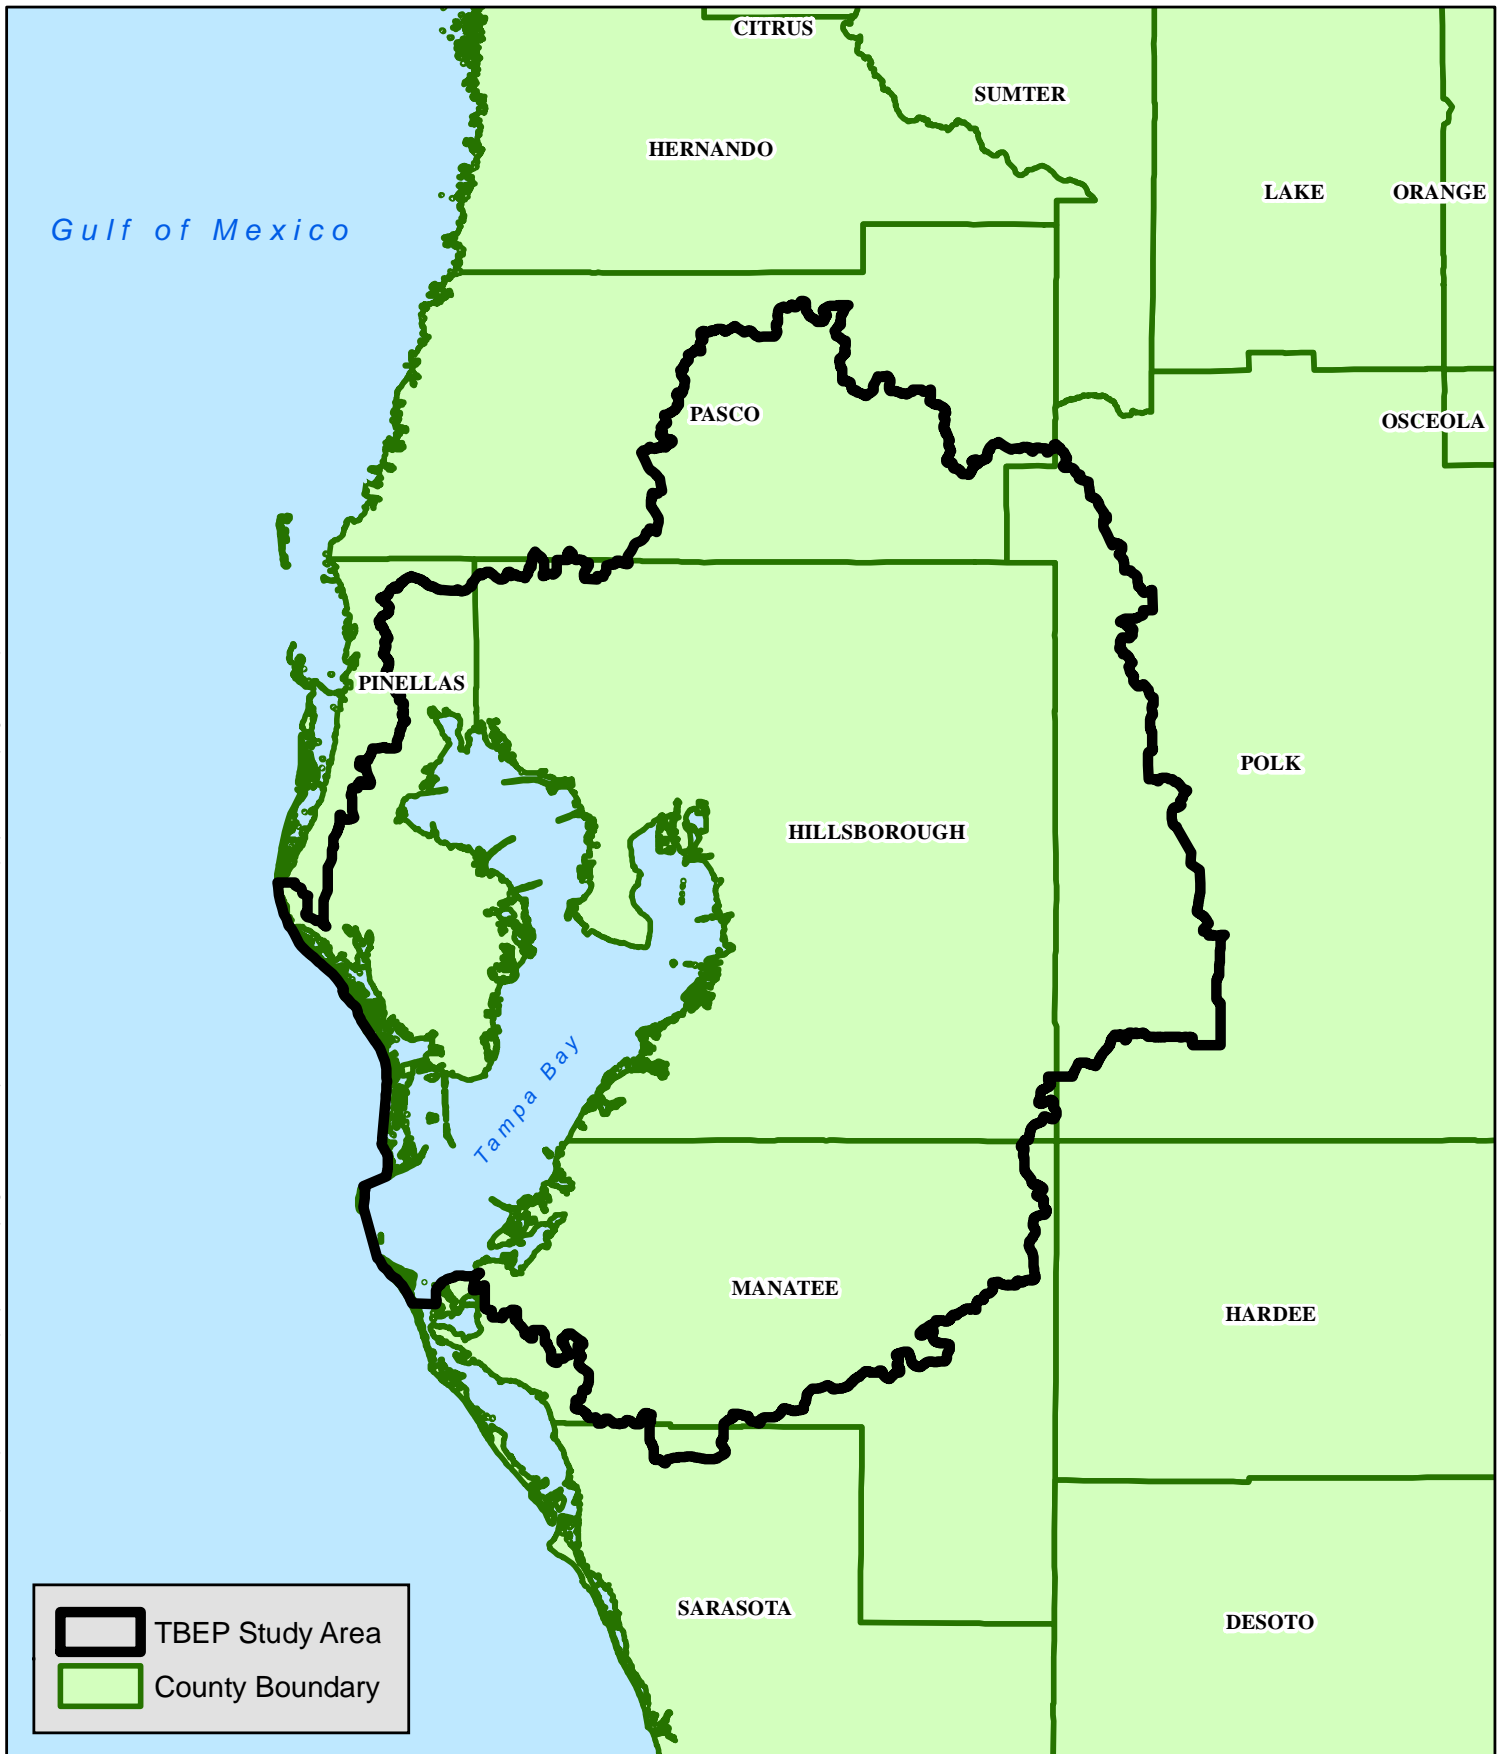 CITRUS
SUMTER
HERNANDO
LAKE
ORANGE
Gulf of Mexico
PASCO
OSCEOLA
PINELLAS
POLK
HILLSBOROUGH
Tampa Bay
MANATEE
HARDEE
SARASOTA
DESOTO
TBEP Study Area
County Boundary